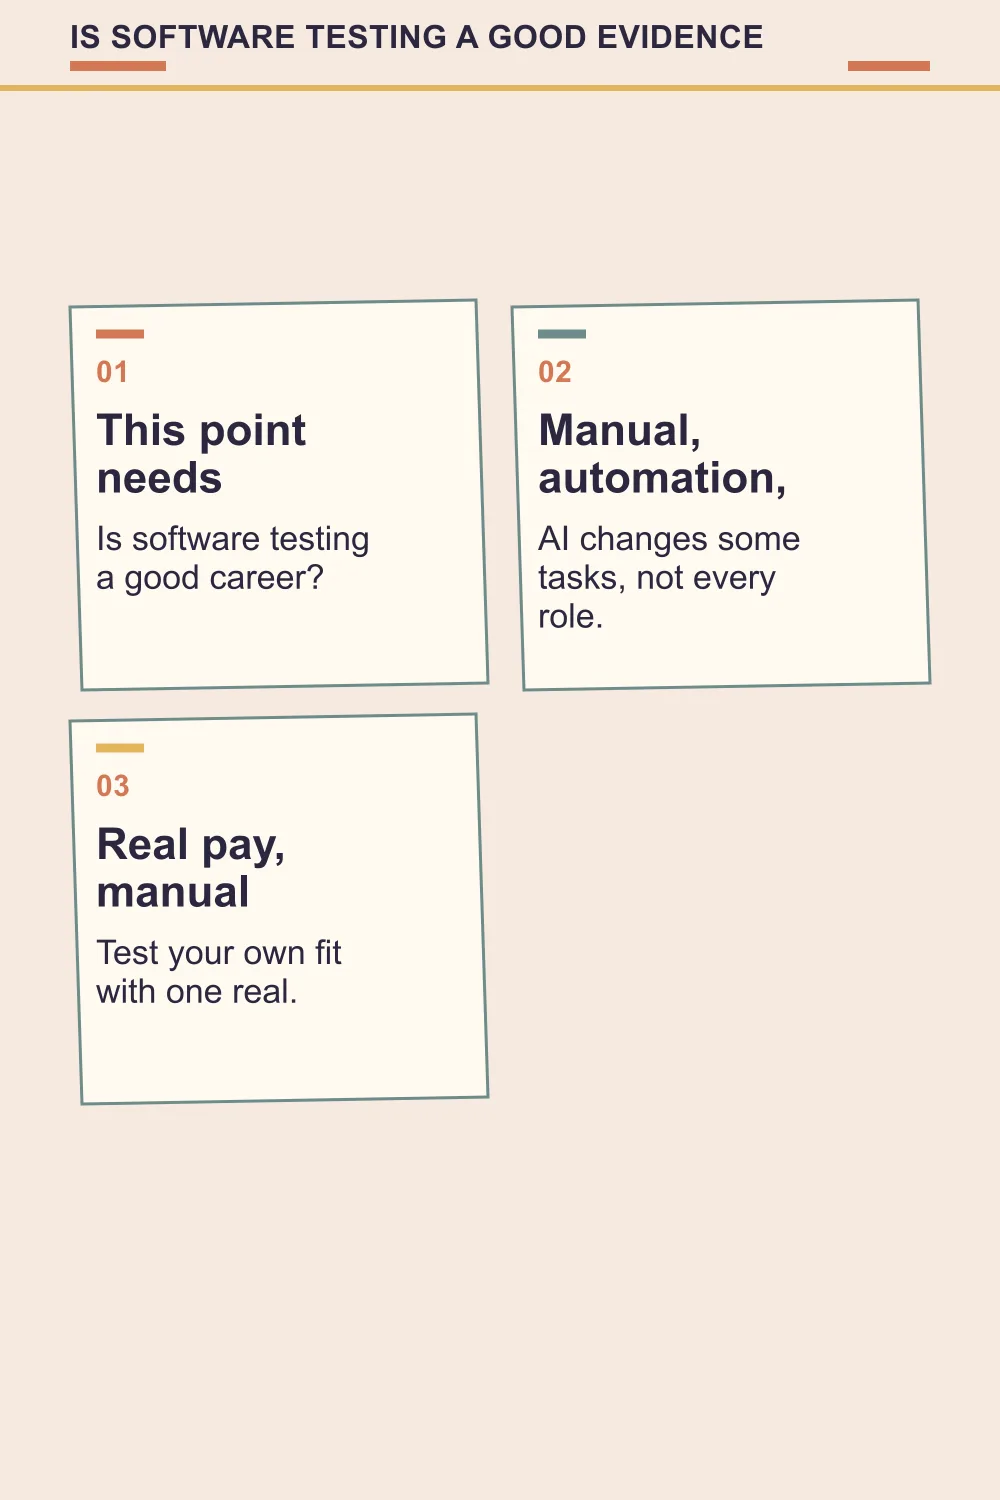 IS SOFTWARE TESTING A GOOD EVIDENCE
01
This point
needs
Is software testing
a good career?
02
Manual,
automation,
AI changes some
tasks, not every
role.
03
Real pay,
manual
Test your own fit
with one real.